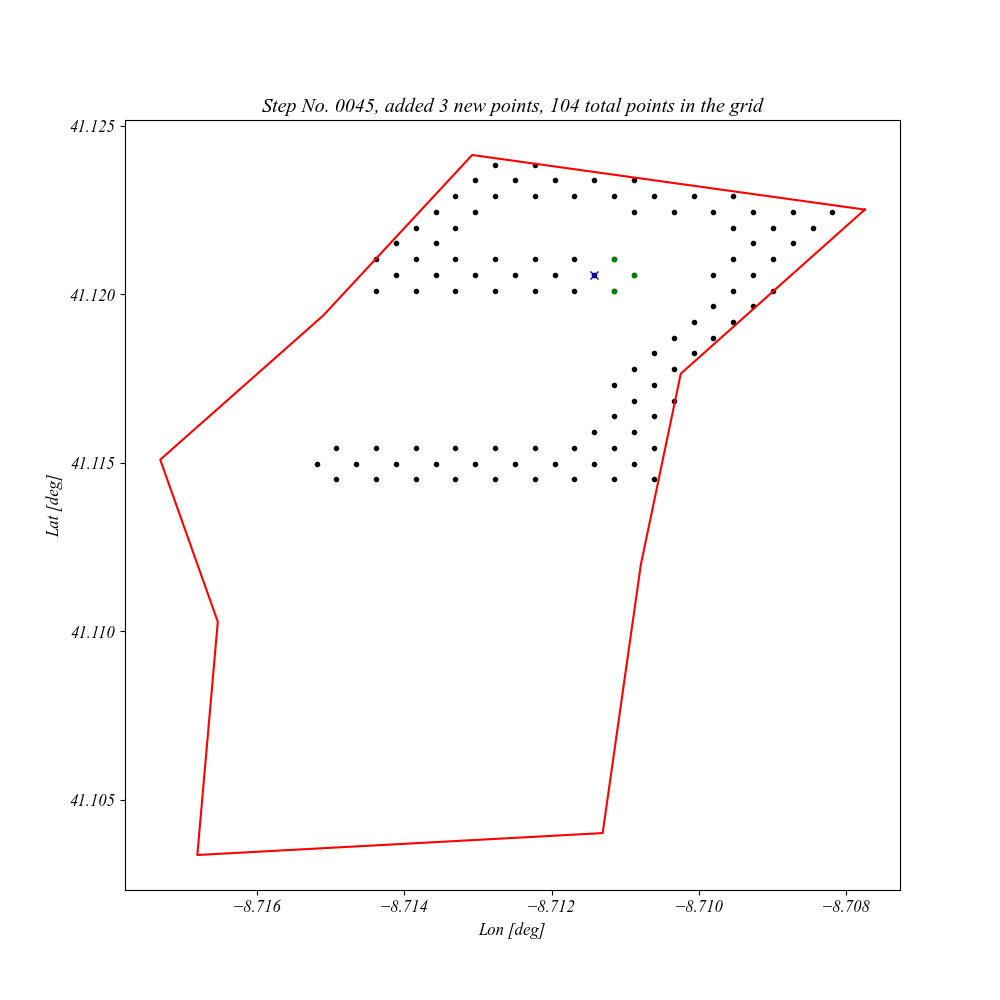 Step No. 0045, added 3 new points, 104 total points in the grid
41.125
41.120
41.115
41.110
41.105
Lat [deg]
−8.716 −8.714 −8.712 −8.710 −8.708
Lon [deg]